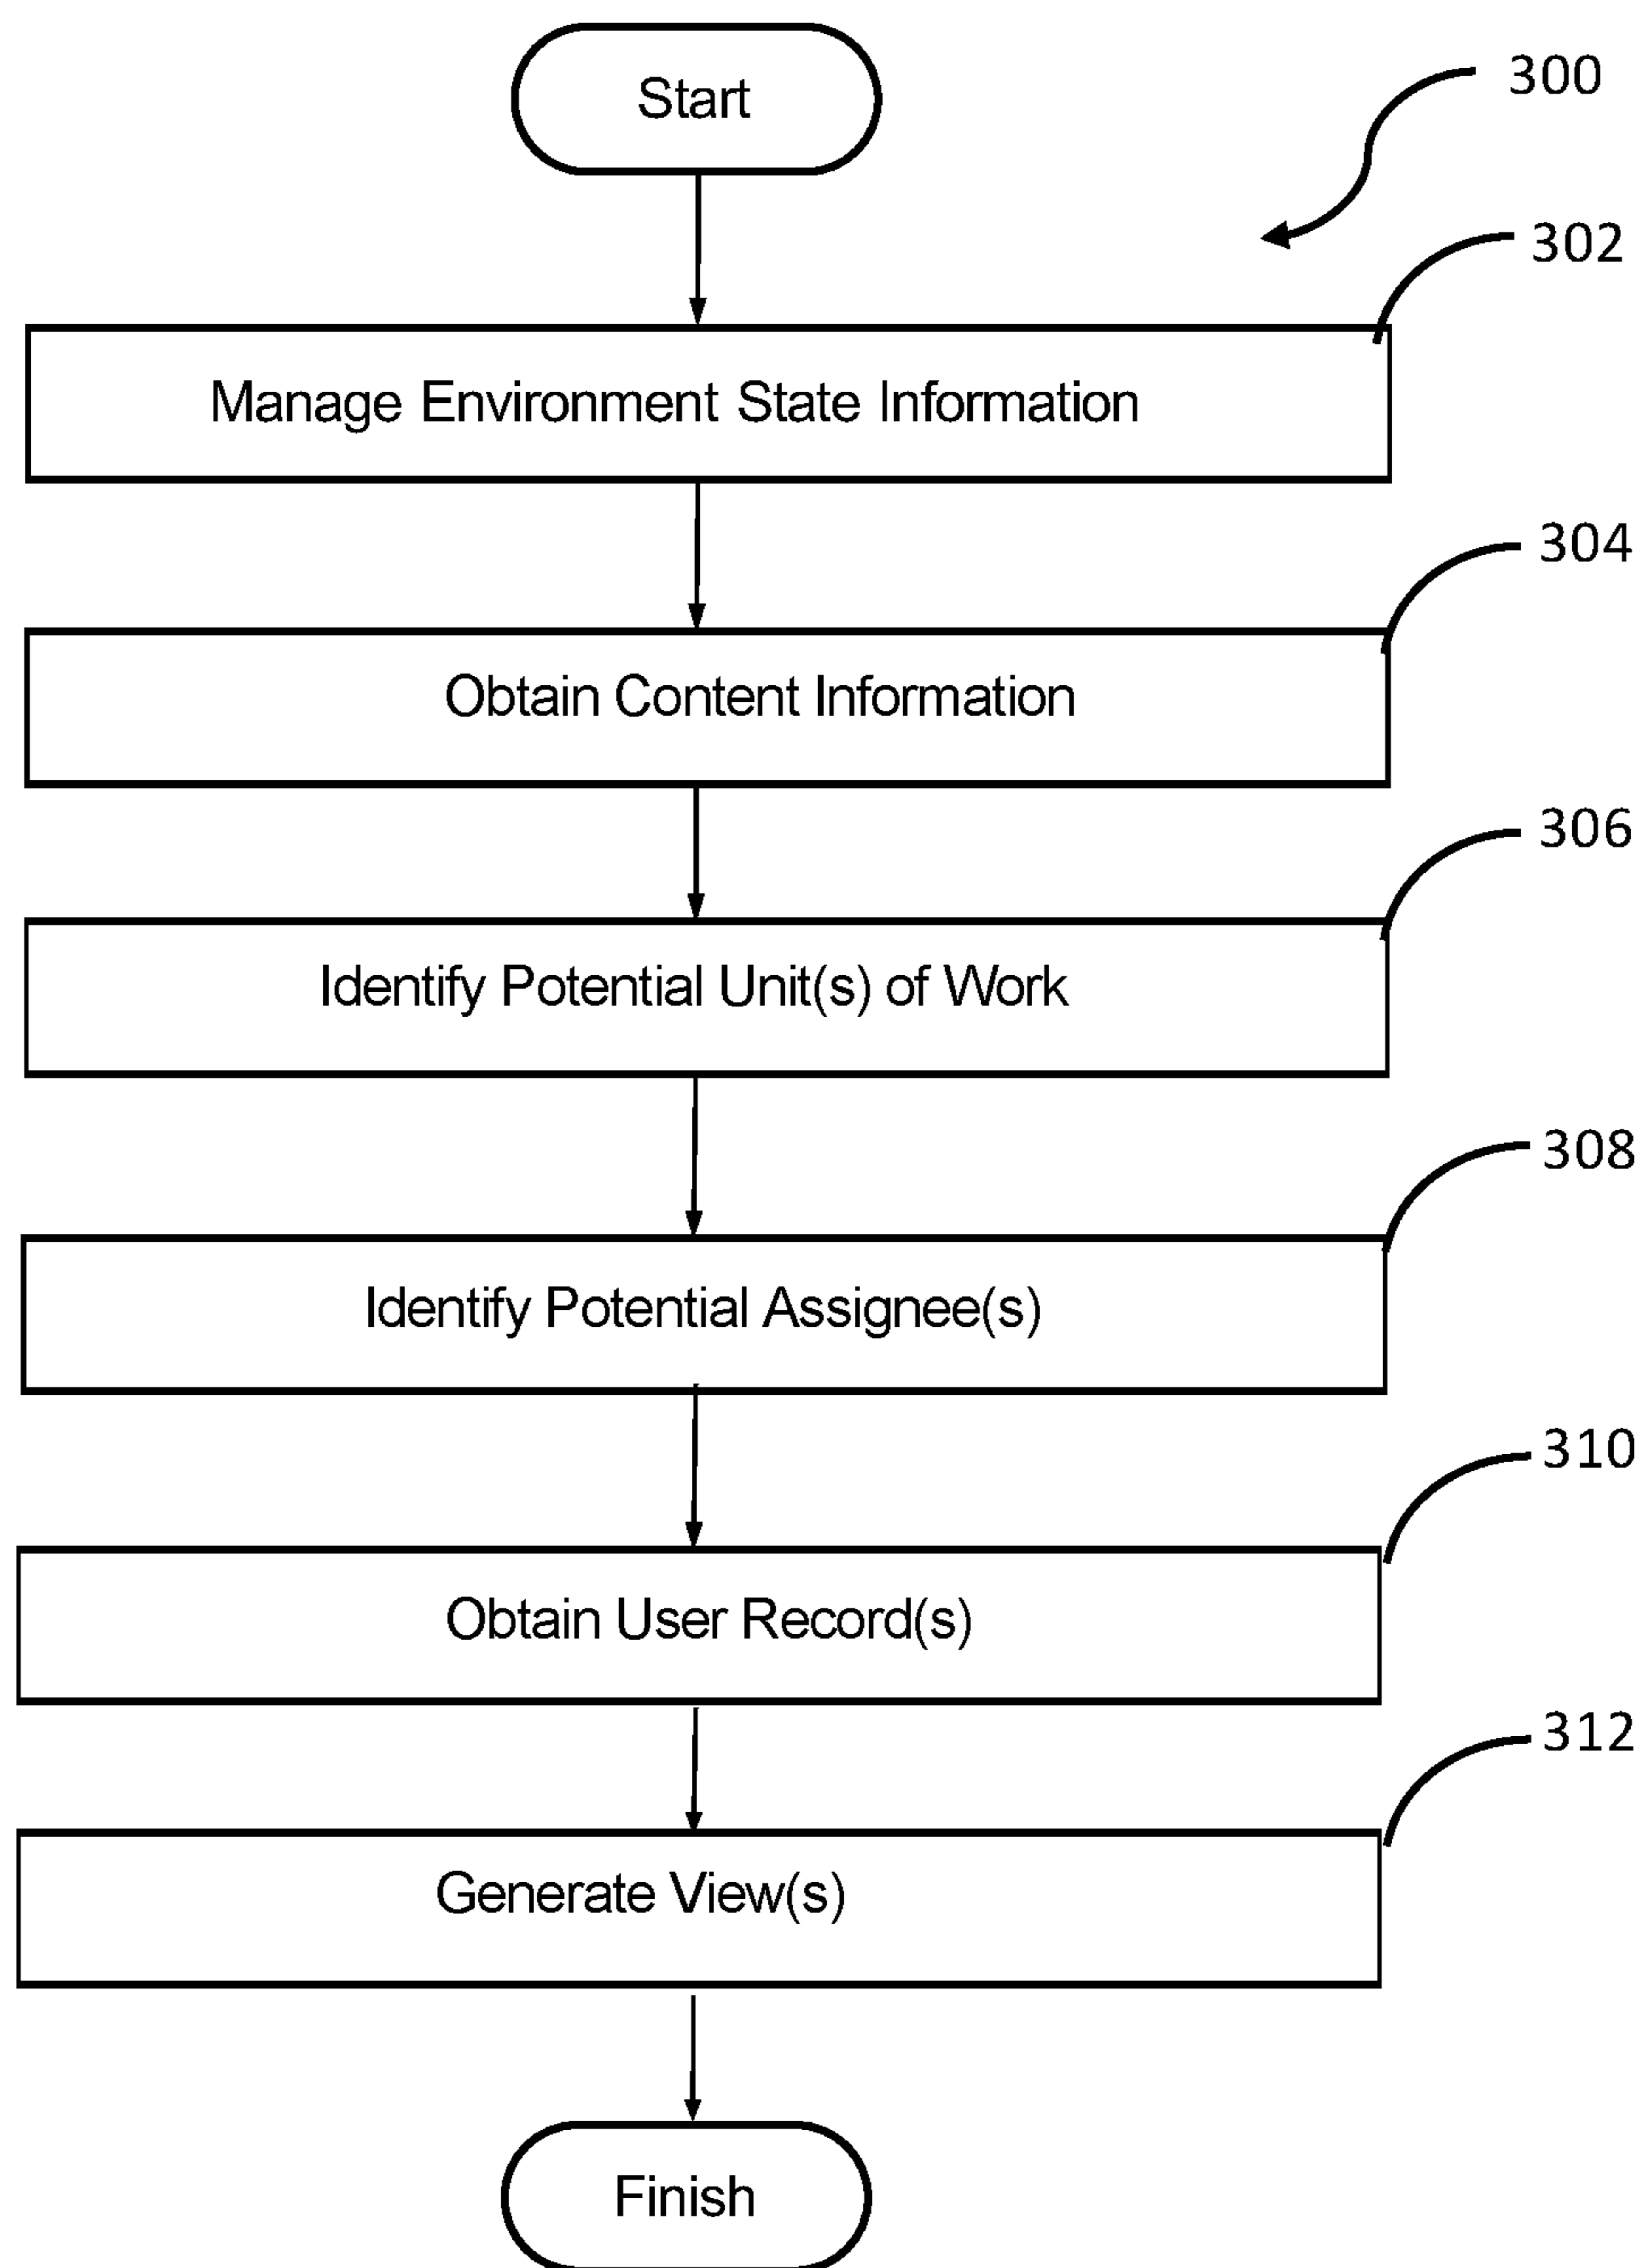 Start
300
302
Manage Environment State Information
304
Obtain Content Information
306
Identify Potential Unit(s) of Work
308
Identify Potential Assignee(s)
310
Obtain User Record(s)
312
Generate View(s)
Finish